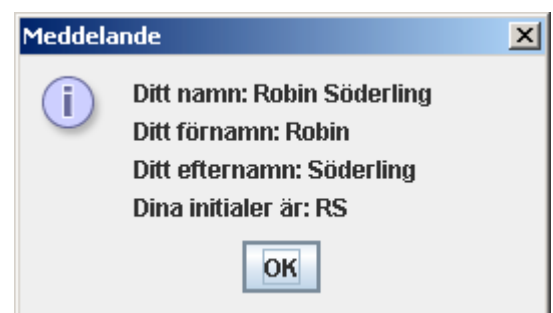 Meddelande
Ditt namn: Robin Söderling
Ditt förnamn: Robin
Ditt efternamn: Söderling
Dina initialer är: RS
OK